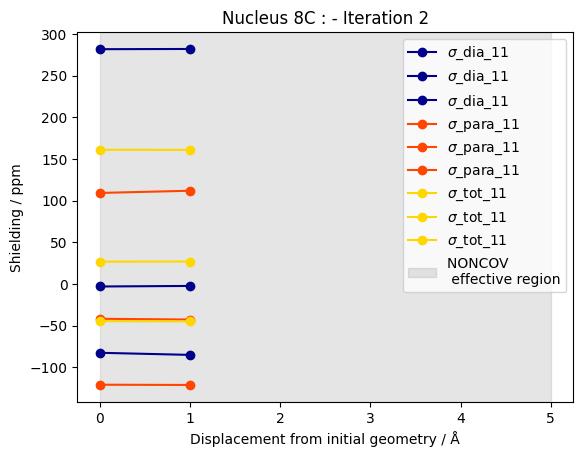 Nucleus 8C : - Iteration 2
Shielding / ppm
300
250
200
150
100
50
0
−50
−100
σ_dia_11
σ_dia_11
σ_dia_11
σ_para_11
σ_para_11
σ_para_11
σ_tot_11
σ_tot_11
σ_tot_11
NONCOV
effective region
0 1 2 3 4 5
Displacement from initial geometry / Å